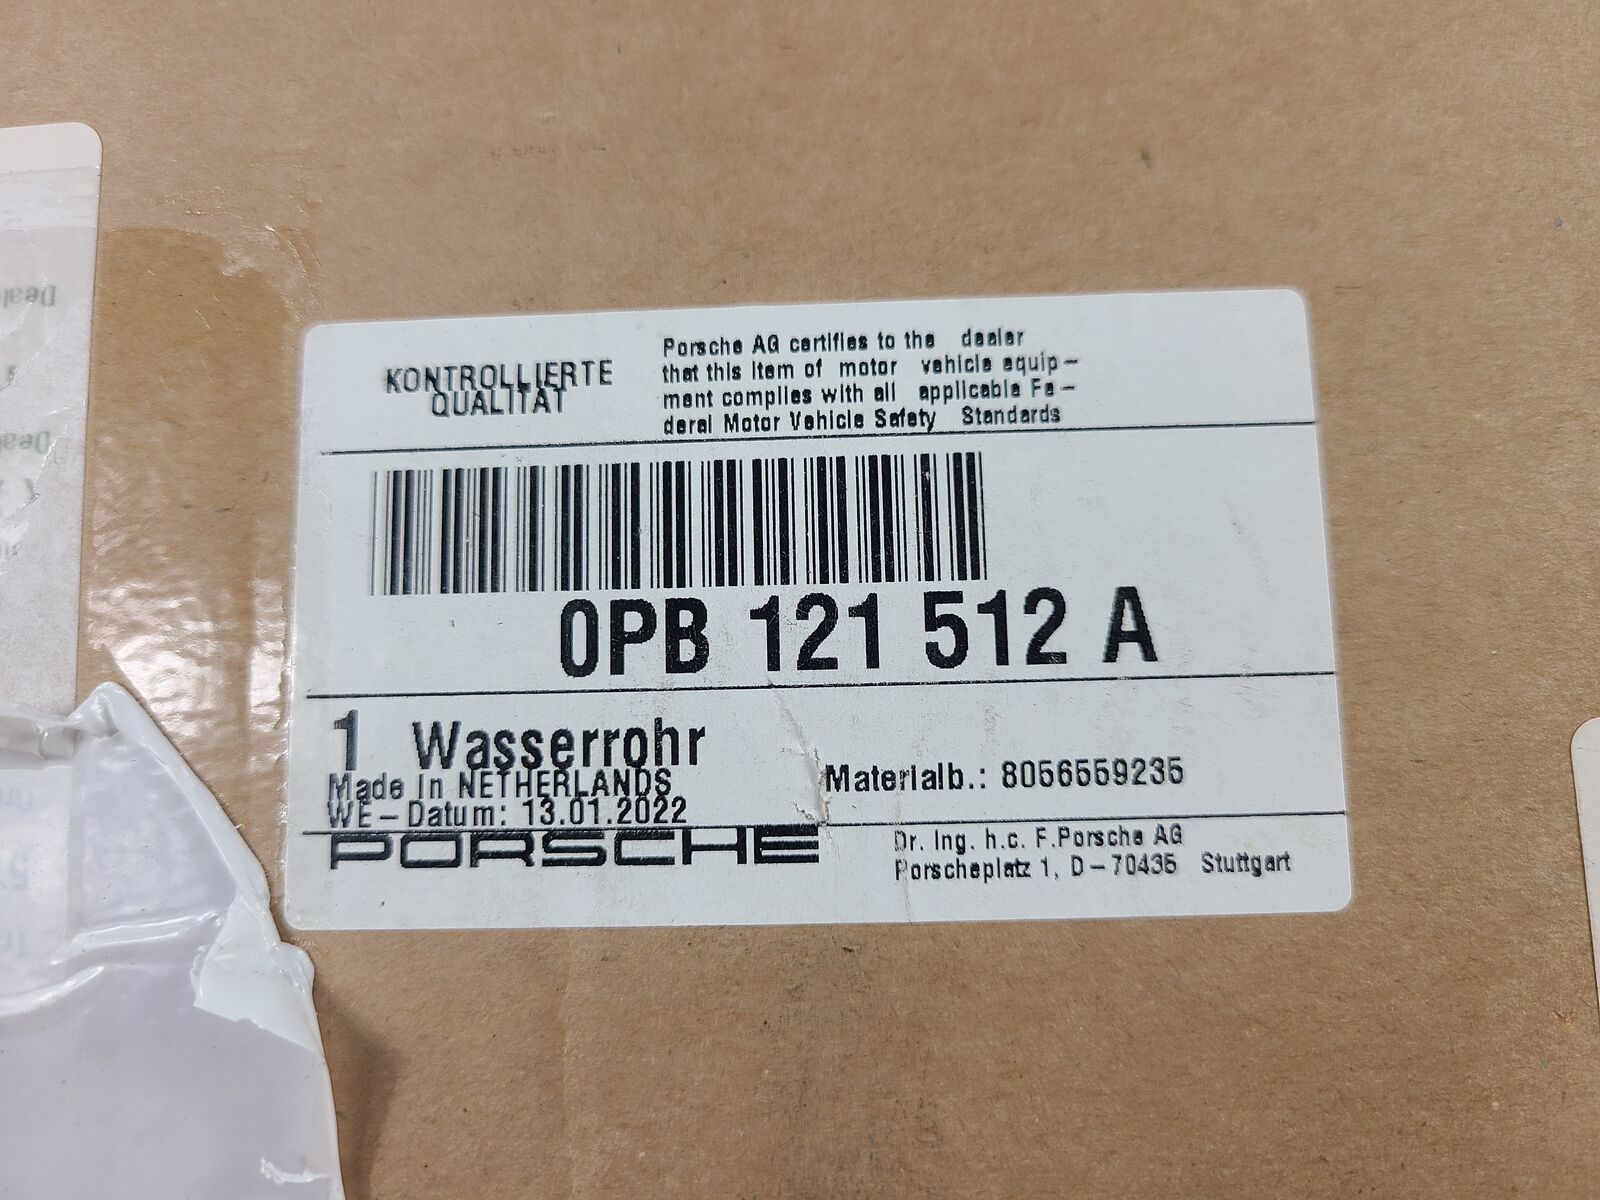 KONTROLLIERTE
QUALITÄT
Porsche AG certifies to the dealer
that this item of motor vehicle equip-
ment complies with all applicable Fe-
deral Motor Vehicle Safety Standards
0PB 121 512 A
1 Wasserrohr
Made in NETHERLANDS
WE-Datum: 13.01.2022
Materialb.: 8056559235
PORSCHE
Dr. Ing. h.c. F.Porsche AG
Porscheplatz 1, D-70435 Stuttgart